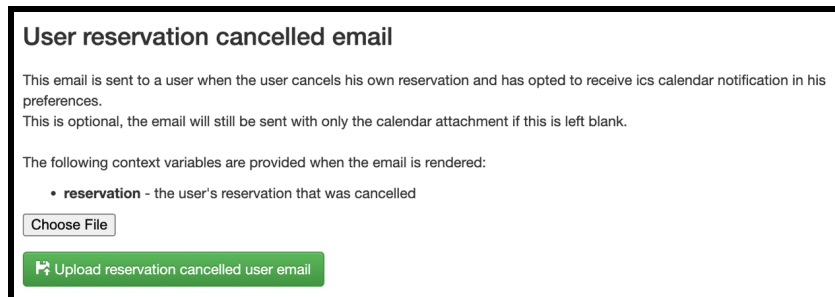 User reservation cancelled email
This email is sent to a user when the user cancels his own reservation and has opted to receive ics calendar notification in his
preferences.
This is optional, the email will still be sent with only the calendar attachment if this is left blank.
The following context variables are provided when the email is rendered:
• reservation - the user's reservation that was cancelled
Choose File
Upload reservation cancelled user email